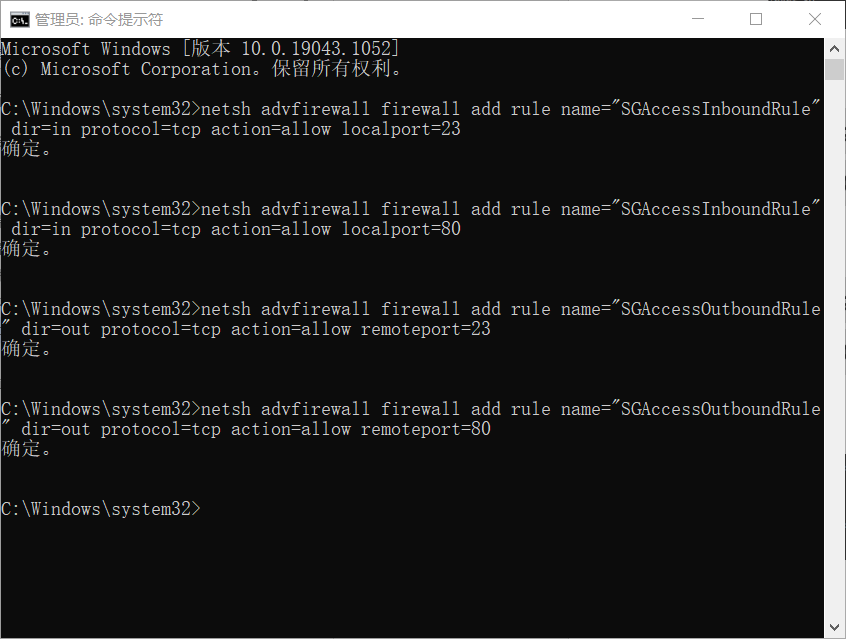 管理员: 命令提示符
Microsoft Windows [版本 10.0.19043.1052]
(c) Microsoft Corporation。保留所有权利。
C:\Windows\system32>netsh advfirewall firewall add rule name="SGAccessInboundRule"
dir=in protocol=tcp action=allow localport=23
确定。
C:\Windows\system32>netsh advfirewall firewall add rule name="SGAccessInboundRule"
dir=in protocol=tcp action=allow localport=80
确定。
C:\Windows\system32>netsh advfirewall firewall add rule name="SGAccessOutboundRule
" dir=out protocol=tcp action=allow remoteport=23
确定。
C:\Windows\system32>netsh advfirewall firewall add rule name="SGAccessOutboundRule
" dir=out protocol=tcp action=allow remoteport=80
确定。
C:\Windows\system32>